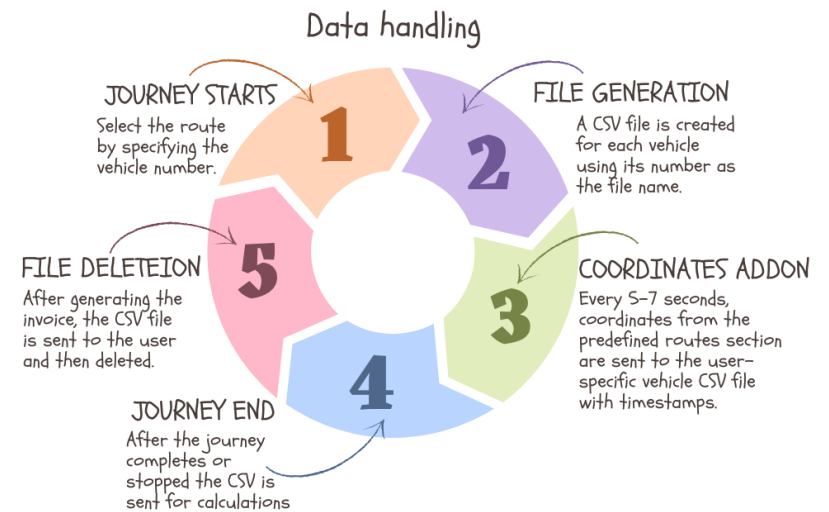 Data handling
1
JOURNEY STARTS
Select the route
by specifying the
vehicle number.
2
FILE GENERATION
A CSV file is created
for each vehicle
using its number as
the file name.
3
COORDINATES ADDON
Every 5-7 seconds,
coordinates from the
predefined routes section
are sent to the user-
specific vehicle CSV file
with timestamps.
4
JOURNEY END
After the journey
completes or
stopped the CSV is
sent for calculations
5
FILE DELETEION
After generating the
invoice, the CSV file
is sent to the user
and then deleted.